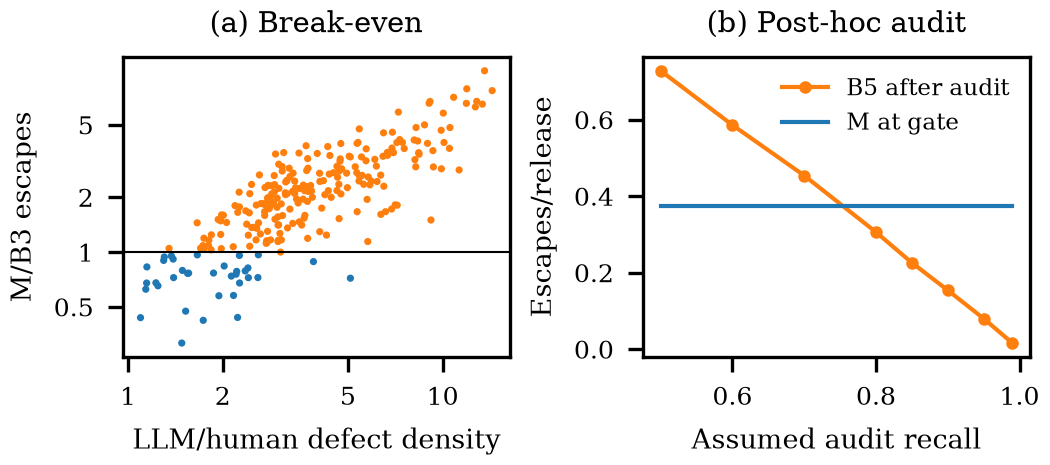 (a) Break-even
M/B3 escapes
5
2
1
0.5
1 2 5 10
LLM/human defect density
(b) Post-hoc audit
Escapes/release
0.6
0.4
0.2
0.0
B5 after audit
M at gate
0.6 0.8 1.0
Assumed audit recall